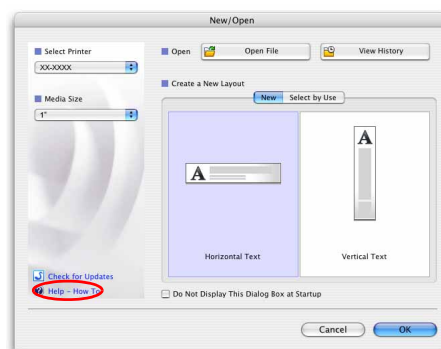 New/Open
Select Printer
XX-XXXX
Media Size
1"
Check for Updates
Help - How To
Open
Open File
View History
Create a New Layout
New
Select by Use
A
A
Horizontal Text
Vertical Text
Do Not Display This Dialog Box at Startup
Cancel
OK